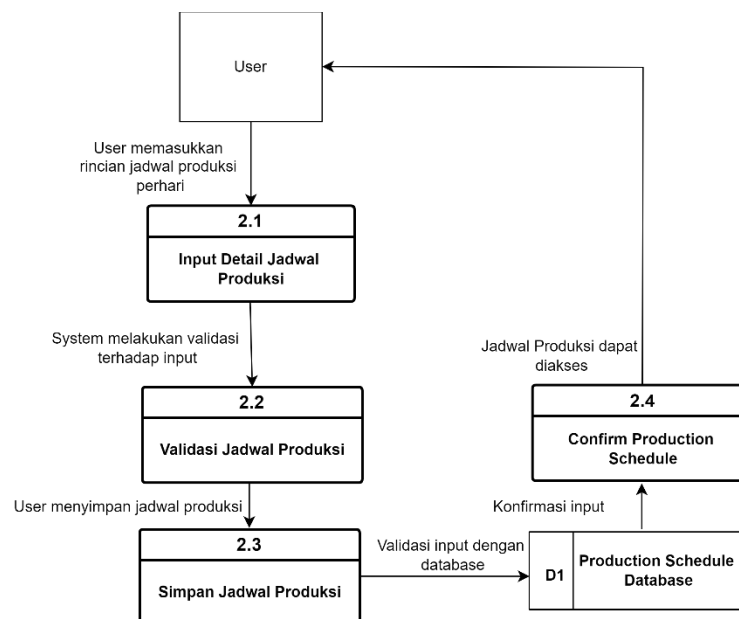 User
User memasukkan
rincian jadwal produksi
perhari
2.1
Input Detail Jadwal
Produksi
System melakukan validasi
terhadap input
2.2
Validasi Jadwal Produksi
User menyimpan jadwal produksi
2.3
Simpan Jadwal Produksi
Validasi input dengan
database
D1
Production Schedule
Database
Konfirmasi input
2.4
Confirm Production
Schedule
Jadwal Produksi dapat
diakses